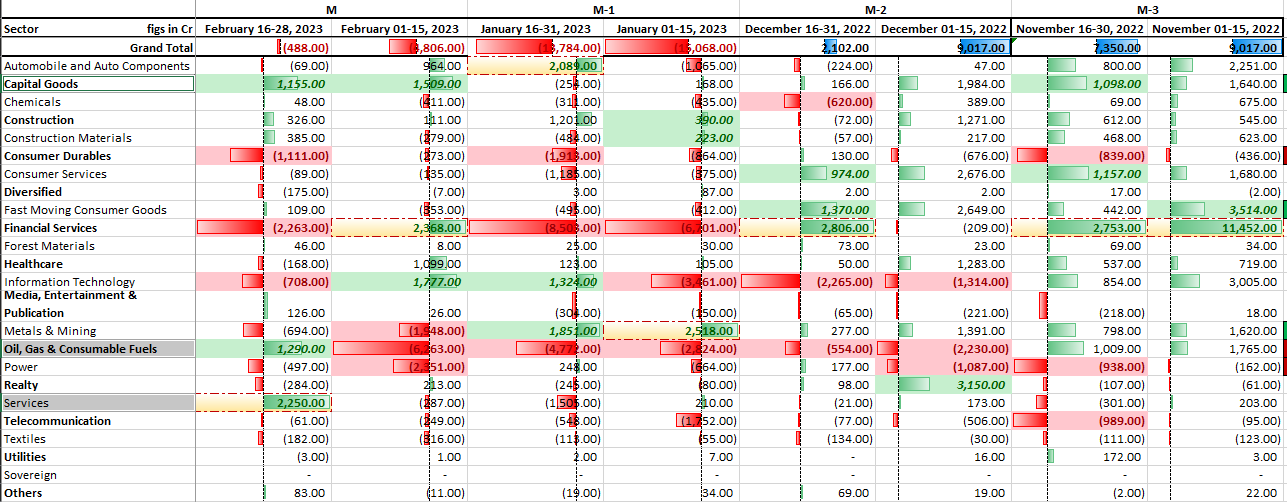 M M-1 M-2 M-3
Sector figs in Cr February 16-28, 2023 February 01-15, 2023 January 16-31, 2023 January 01-15, 2023 December 16-31, 2022 December 01-15, 2022 November 16-30, 2022 November 01-15, 2022
Grand Total (488.00) (4,806.00) (13,784.00) (15,068.00) 2,102.00 9,017.00 7,350.00 9,017.00
Automobile and Auto Components (69.00) 964.00 2,089.00 (1,065.00) (224.00) 47.00 800.00 2,251.00
Capital Goods 1,155.00 1,509.00 (254.00) 168.00 166.00 1,984.00 1,098.00 1,640.00
Chemicals 48.00 (411.00) (311.00) (435.00) (620.00) 389.00 69.00 675.00
Construction 326.00 111.00 1,201.00 390.00 (72.00) 1,271.00 612.00 545.00
Construction Materials 385.00 (279.00) (484.00) 223.00 (57.00) 217.00 468.00 623.00
Consumer Durables (1,111.00) (273.00) (1,913.00) (864.00) 130.00 (676.00) (839.00) (436.00)
Consumer Services (89.00) (135.00) (1,185.00) (375.00) 974.00 2,676.00 1,157.00 1,680.00
Diversified (175.00) (7.00) 3.00 87.00 2.00 2.00 17.00 (2.00)
Fast Moving Consumer Goods 109.00 (353.00) (495.00) (412.00) 1,370.00 2,649.00 442.00 3,514.00
Financial Services (2,263.00) 2,368.00 (8,503.00) (6,701.00) 2,806.00 (209.00) 2,753.00 11,452.00
Forest Materials 46.00 8.00 25.00 30.00 73.00 23.00 69.00 34.00
Healthcare (168.00) 1,099.00 123.00 105.00 50.00 1,283.00 537.00 719.00
Information Technology (708.00) 1,777.00 1,324.00 (3,461.00) (2,265.00) (1,314.00) 854.00 3,005.00
Media, Entertainment &
Publication 126.00 26.00 (304.00) (150.00) (65.00) (221.00) (218.00) 18.00
Metals & Mining (694.00) (1,948.00) 1,851.00 2,518.00 277.00 1,391.00 798.00 1,620.00
Oil, Gas & Consumable Fuels 1,290.00 (6,263.00) (4,772.00) (2,824.00) (554.00) (2,230.00) 1,009.00 1,765.00
Power (497.00) (2,351.00) 248.00 (664.00) 177.00 (1,087.00) (938.00) (162.00)
Realty (284.00) 213.00 (245.00) (80.00) 98.00 3,150.00 (107.00) (61.00)
Services 2,250.00 (287.00) (1,505.00) 210.00 (21.00) 173.00 (301.00) 203.00
Telecommunication (61.00) (249.00) (548.00) (1,752.00) (77.00) (506.00) (989.00) (95.00)
Textiles (182.00) (316.00) (113.00) (55.00) (134.00) (30.00) (111.00) (123.00)
Utilities (3.00) 1.00 2.00 7.00 - 16.00 172.00 3.00
Sovereign - - - - - - - -
Others 83.00 (11.00) (19.00) 34.00 69.00 19.00 (2.00) 22.00